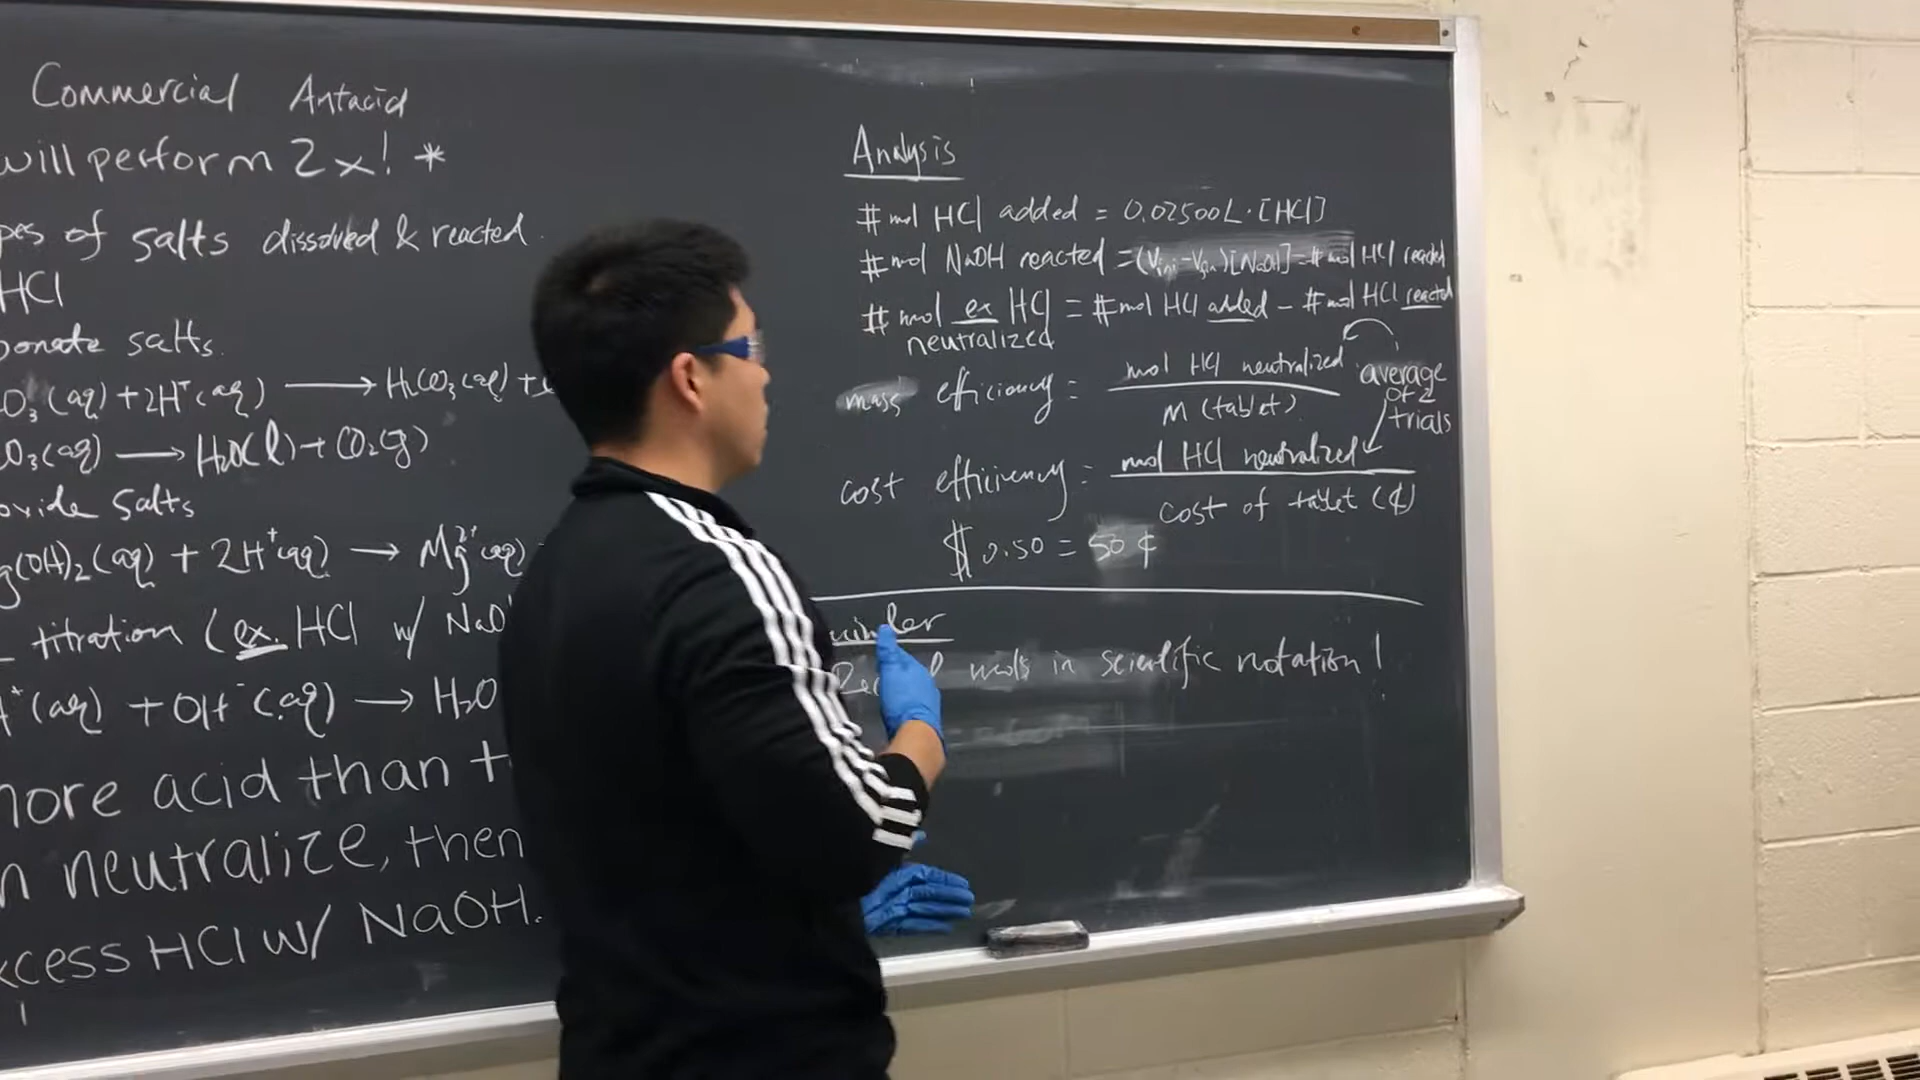 Commercial Antacid
will perform 2x! *
pes of salts dissolved & reacted.
HCl
onate salts.
O₃(aq) + 2H⁺(aq) ⟶ H₂CO₃(aq) +
O₃(aq) ⟶ H₂O(l) + CO₂(g)
oxide salts
g(OH)₂(aq) + 2H⁺(aq) → Mg²⁺(aq)
titration (ex. HCl w/ NaO
⁺(aq) + OH⁻(aq) → H₂O
more acid than t
n neutralize, then
xcess HCl w/ NaOH.
Analysis
# mol HCl added = 0.02500L · [HCl]
# mol NaOH reacted = (Vini - Vfin)[NaOH] = # mol HCl reacted
# mol ex HCl = # mol HCl added - # mol HCl reacted
neutralized
mass efficiency = mol HCl neutralized / m (tablet)
average of 2 trials
cost efficiency = mol HCl neutralized / cost of tablet (¢)
$0.50 = 50 ¢
mols in scientific notation!